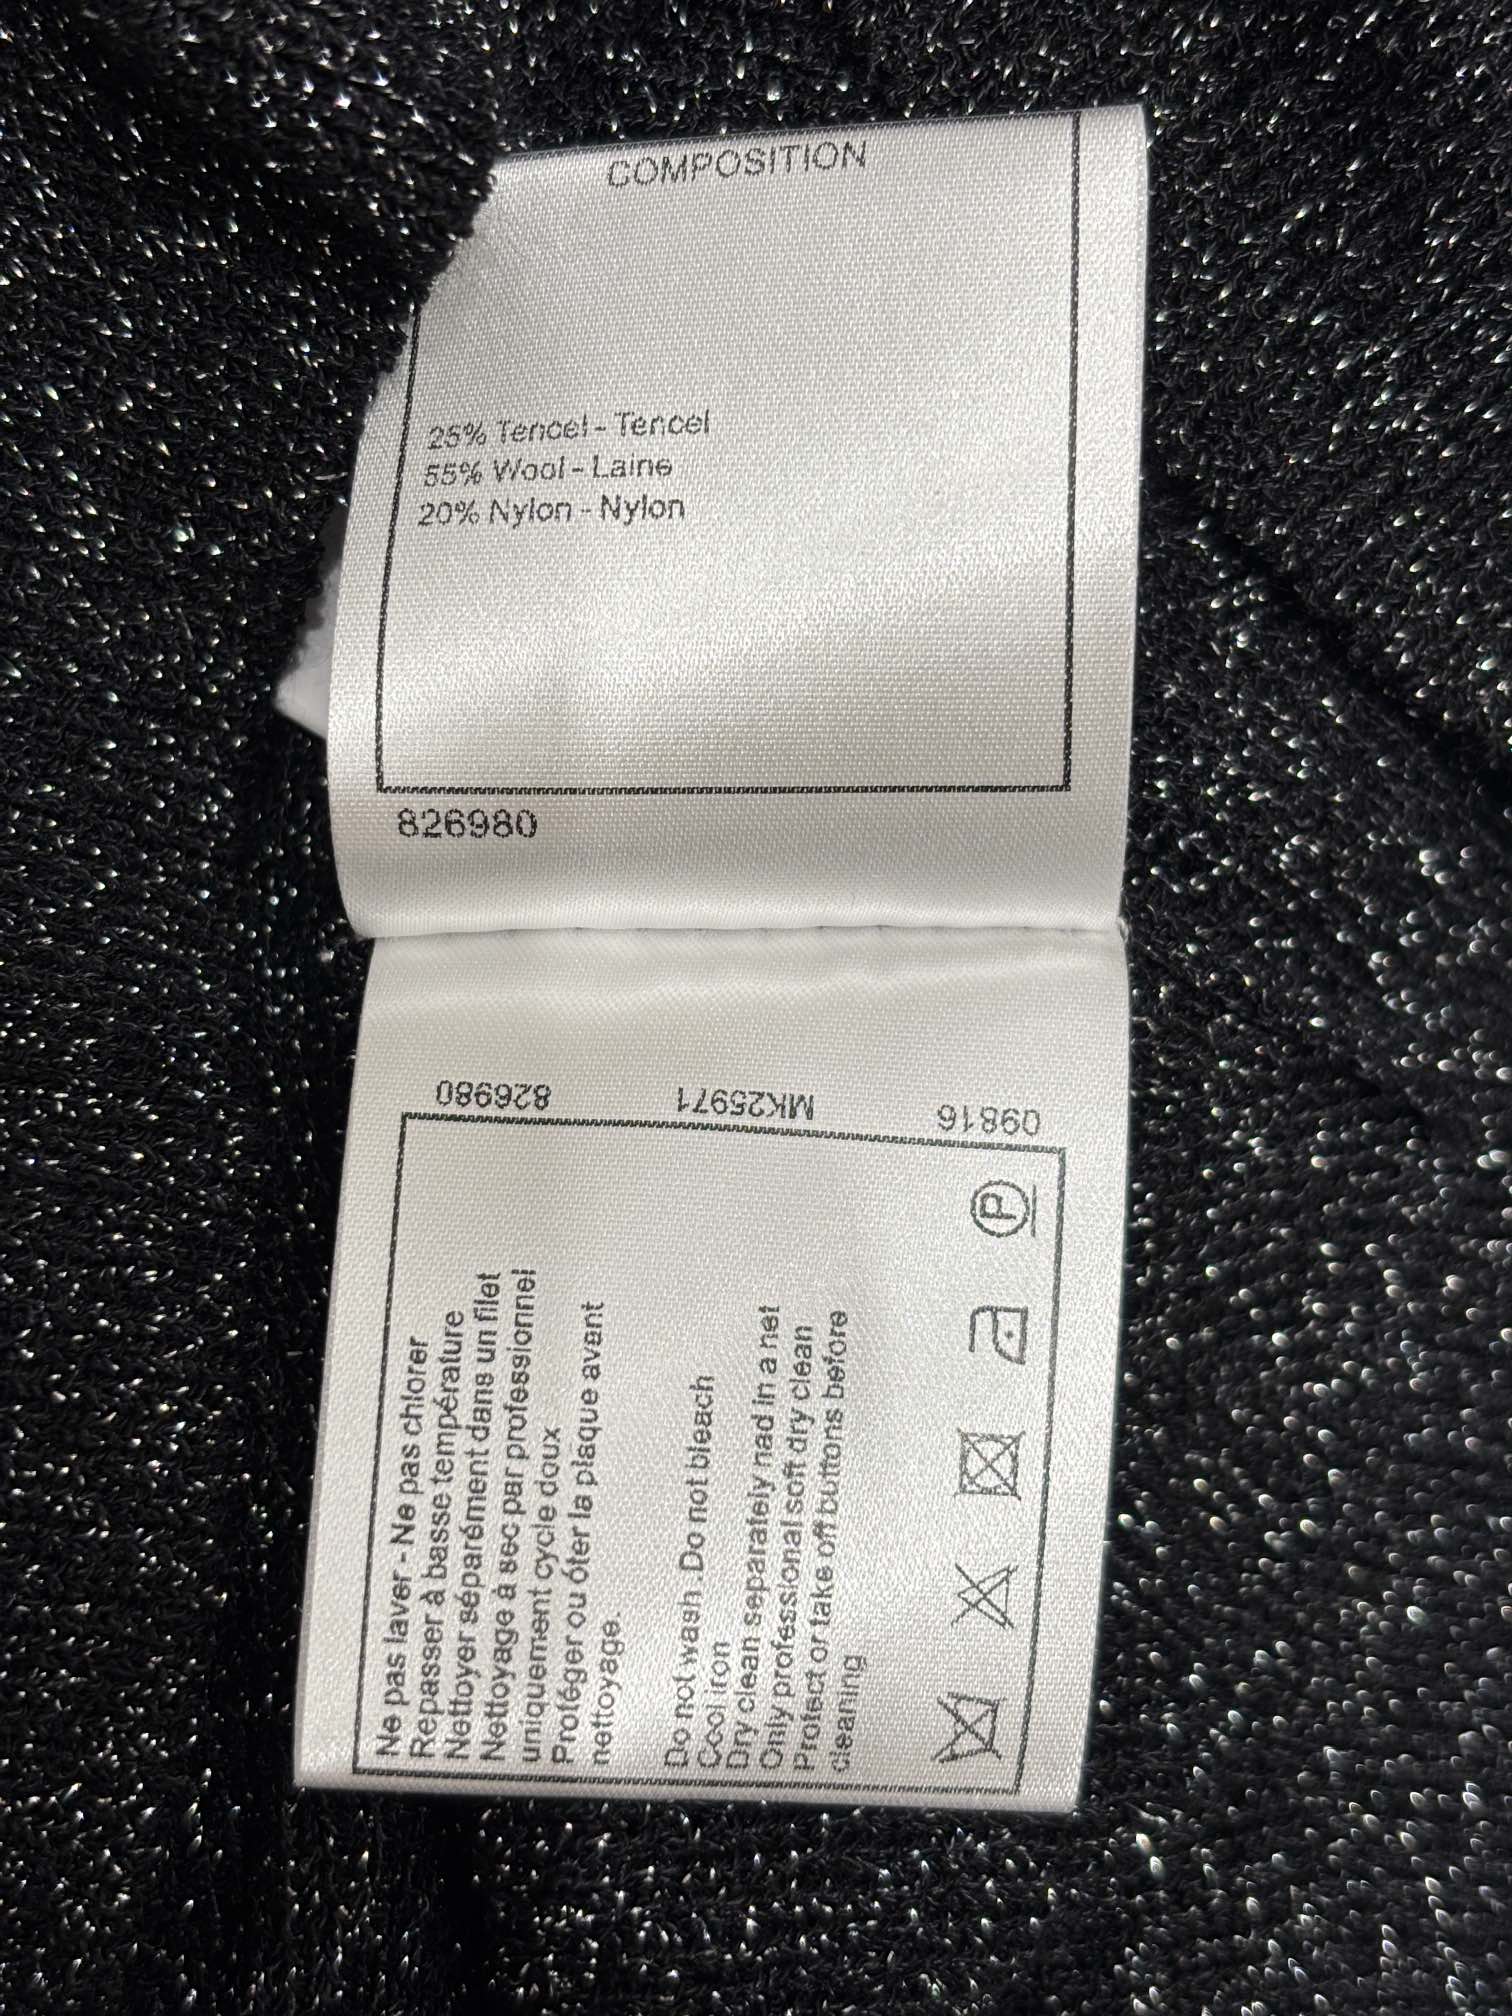 COMPOSITION
25% Tencel - Tencel
55% Wool - Laine
20% Nylon - Nylon
826980
826980
MK25971
09816
Ne pas laver - Ne pas chlorer
Repasser à basse température
Nettoyer séparément dans un filet
Nettoyage à sec par professionnel
uniquement cycle doux
Protéger ou óter la plaque avant
nettoyage.
Do not wash .Do not bleach
Cool iron
Dry clean separately nad in a net
Only professional soft dry clean
Protect or take off buttons before
cleaning
P